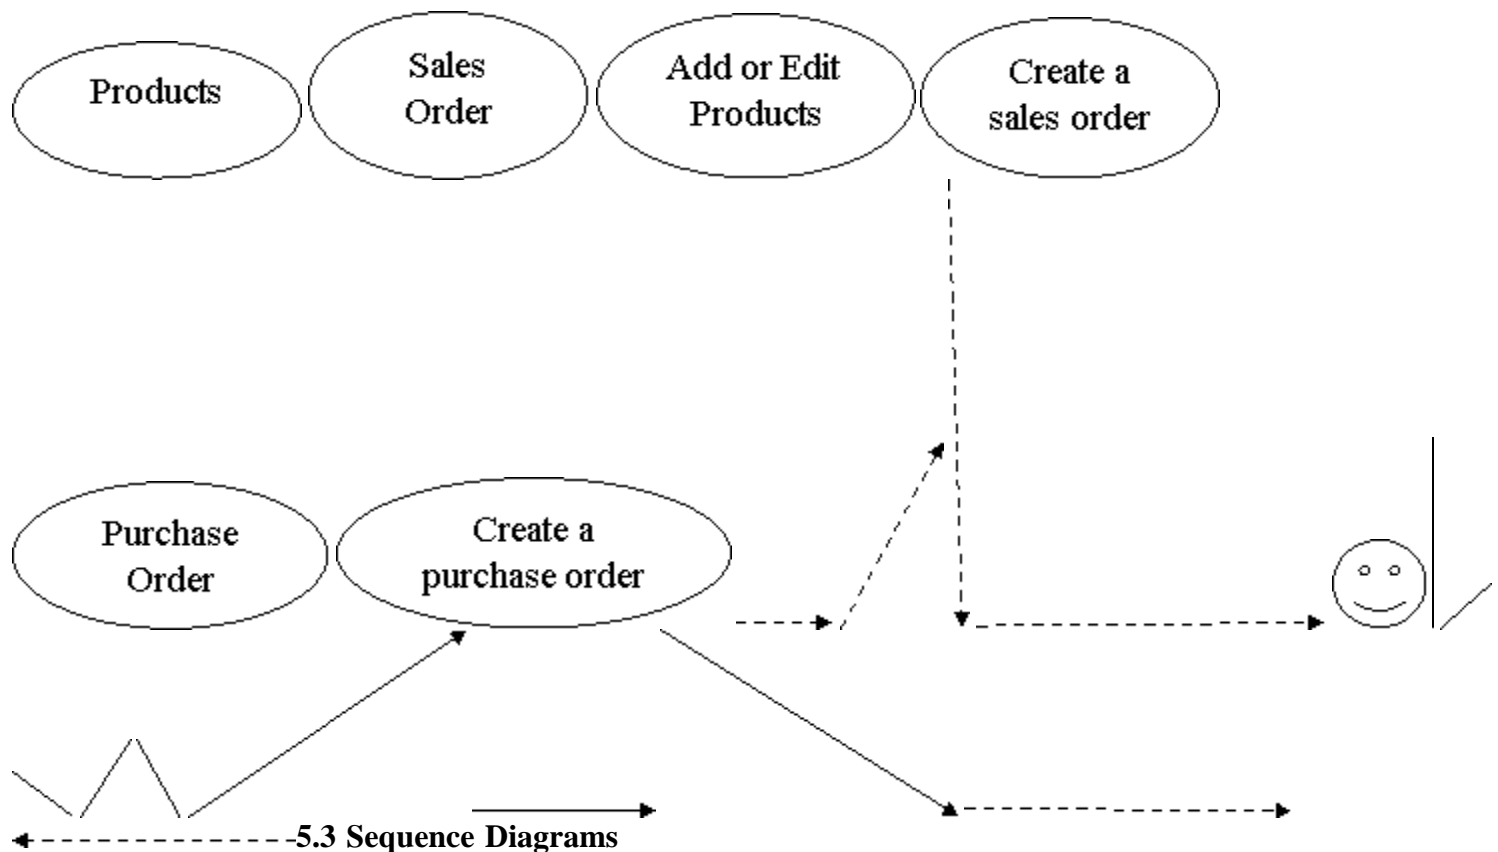 Products
Sales
Order
Add or Edit
Products
Create a
sales order
Purchase
Order
Create a
purchase order
5.3 Sequence Diagrams